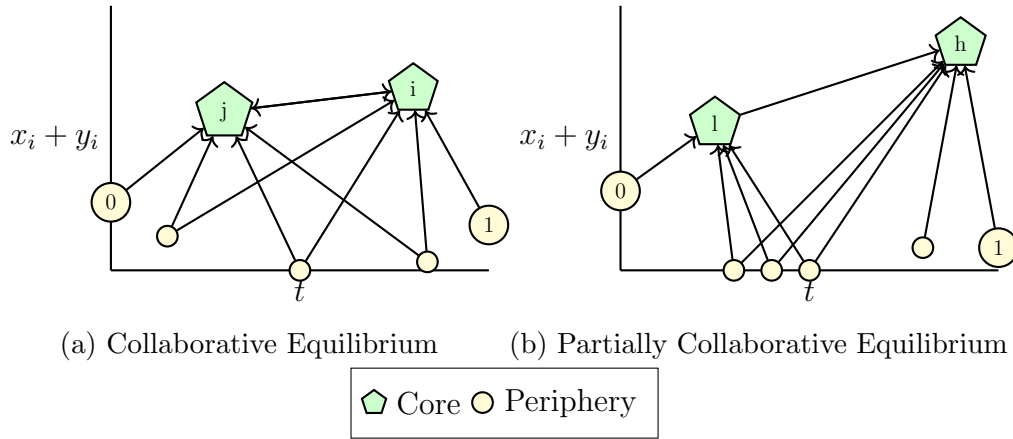 h
i
j
l
x_i + y_i
x_i + y_i
0
1
0
1
t
t
(a) Collaborative Equilibrium
(b) Partially Collaborative Equilibrium
Core
Periphery